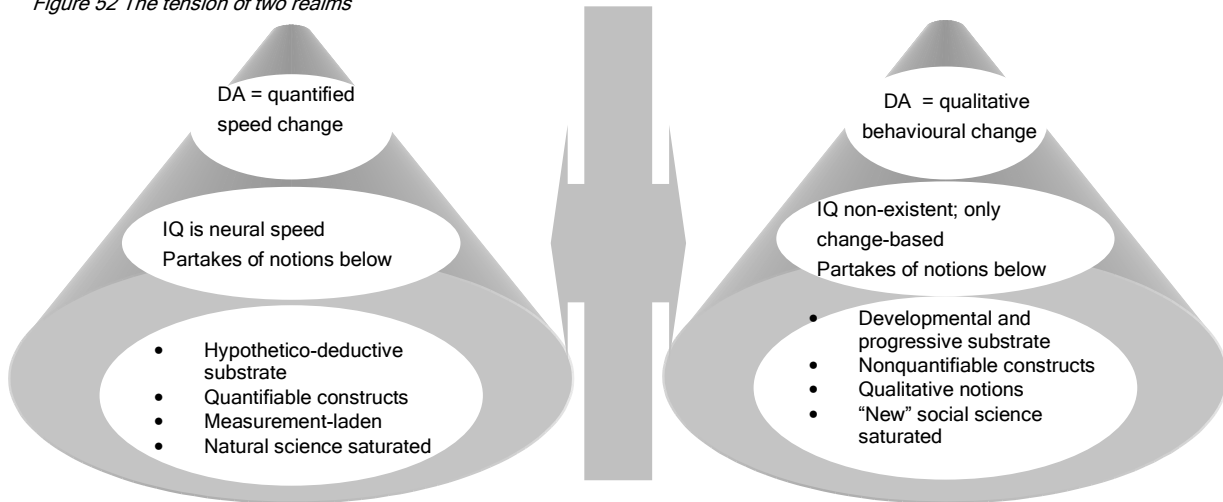 Figure 52 The tension of two realms
DA = quantified
speed change
IQ is neural speed
Partakes of notions below
• Hypothetico-deductive
substrate
• Quantifiable constructs
• Measurement-laden
• Natural science saturated
DA = qualitative
behavioural change
IQ non-existent; only
change-based
Partakes of notions below
• Developmental and
progressive substrate
• Nonquantifiable constructs
• Qualitative notions
• “New” social science
saturated